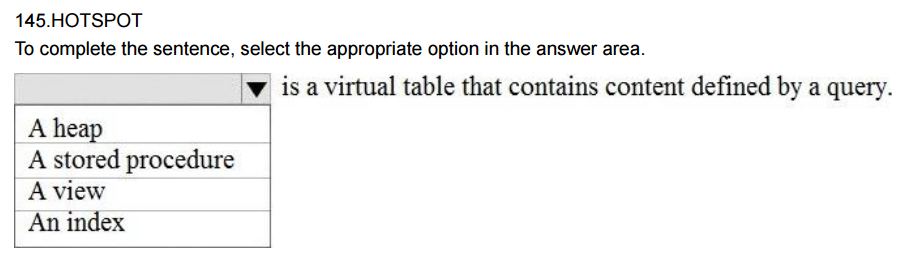 145.HOTSPOT
To complete the sentence, select the appropriate option in the answer area.
is a virtual table that contains content defined by a query.
A heap
A stored procedure
A view
An index